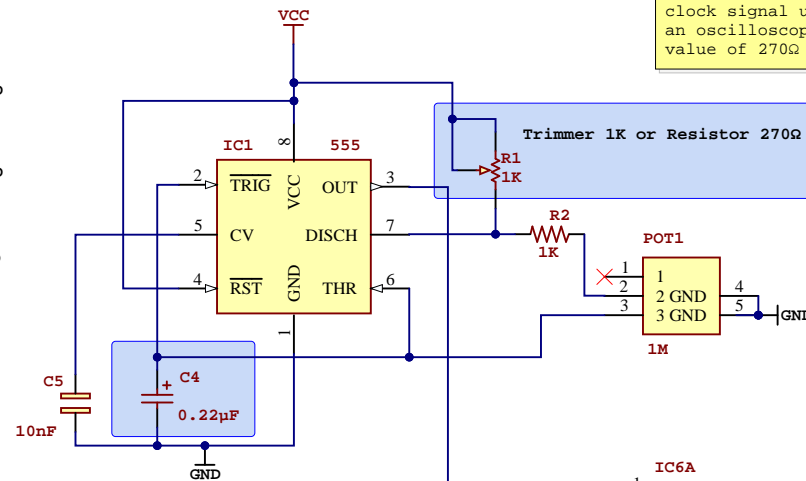 clock signal u
an oscilloscop
value of 270Ω
VCC
Trimmer 1K or Resistor 270Ω
IC1
555
8
R1
1K
2
TRIG
VCC
OUT
3
5
CV
DISCH
7
R2
1K
4
RST
GND
THR
6
1
POT1
1
1
2
2 GND
4
3
3 GND
5
GND
1M
C5
10nF
C4
+
0.22µF
GND
IC6A